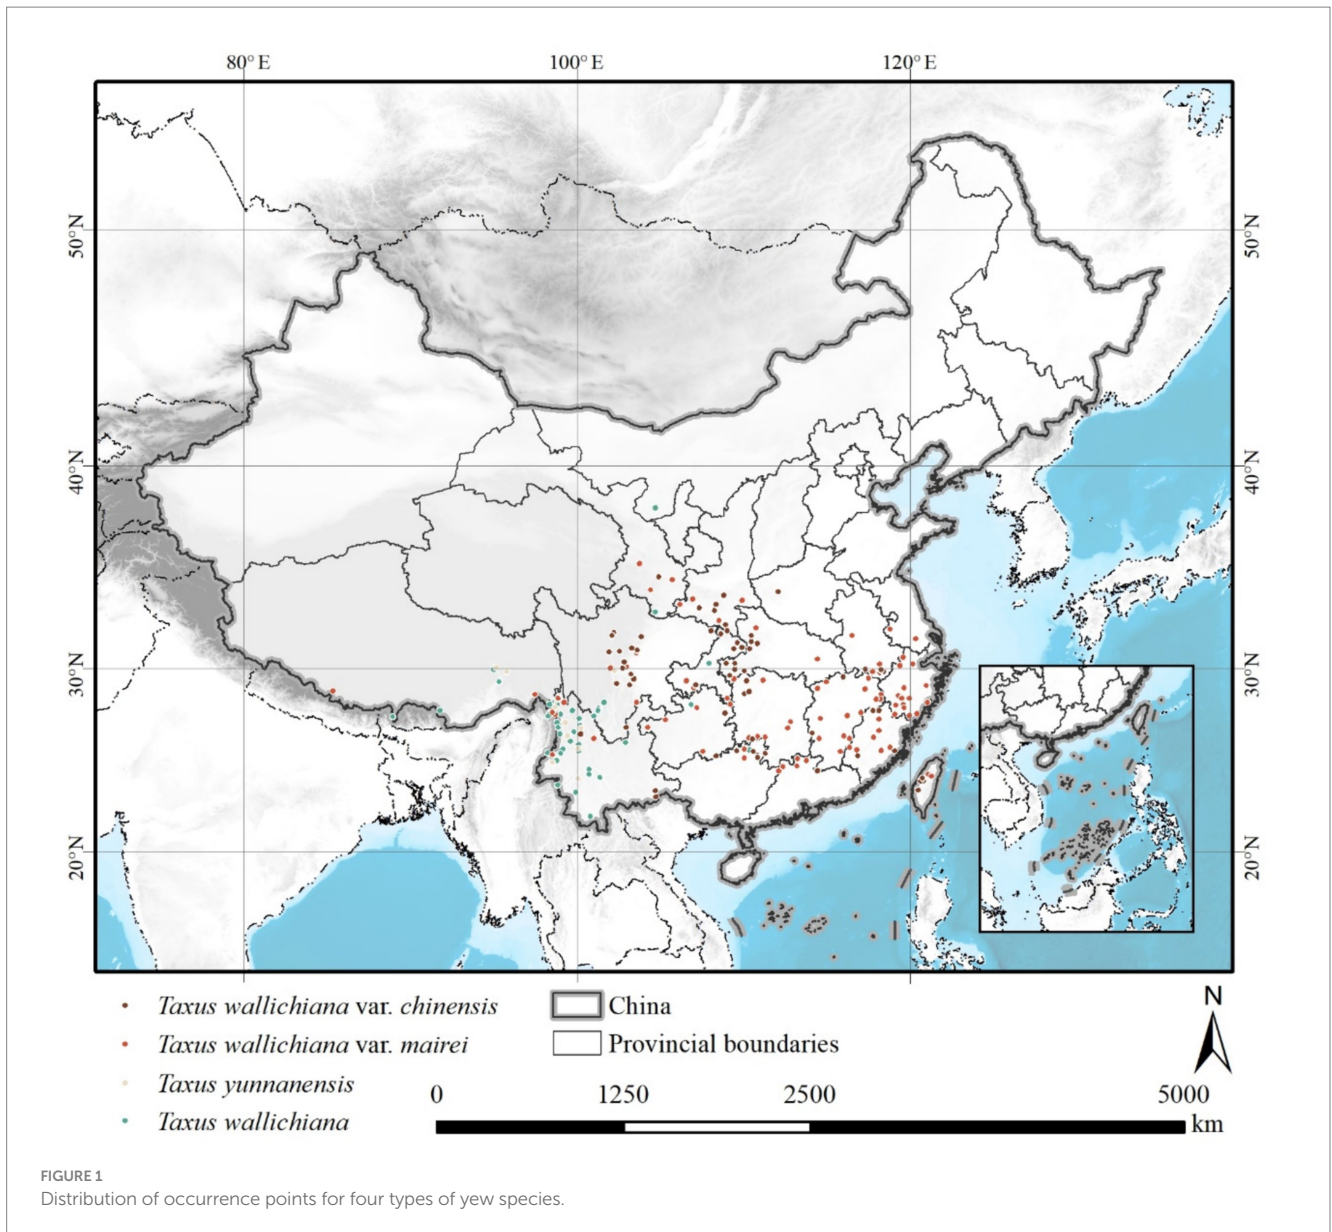 80°E 100°E 120°E
50°N 50°N
40°N 40°N
30°N 30°N
20°N 20°N
Taxus wallichiana var. chinensis China N
Taxus wallichiana var. mairei Provincial boundaries
Taxus yunnanensis 0 1250 2500 5000
Taxus wallichiana km
FIGURE 1
Distribution of occurrence points for four types of yew species.